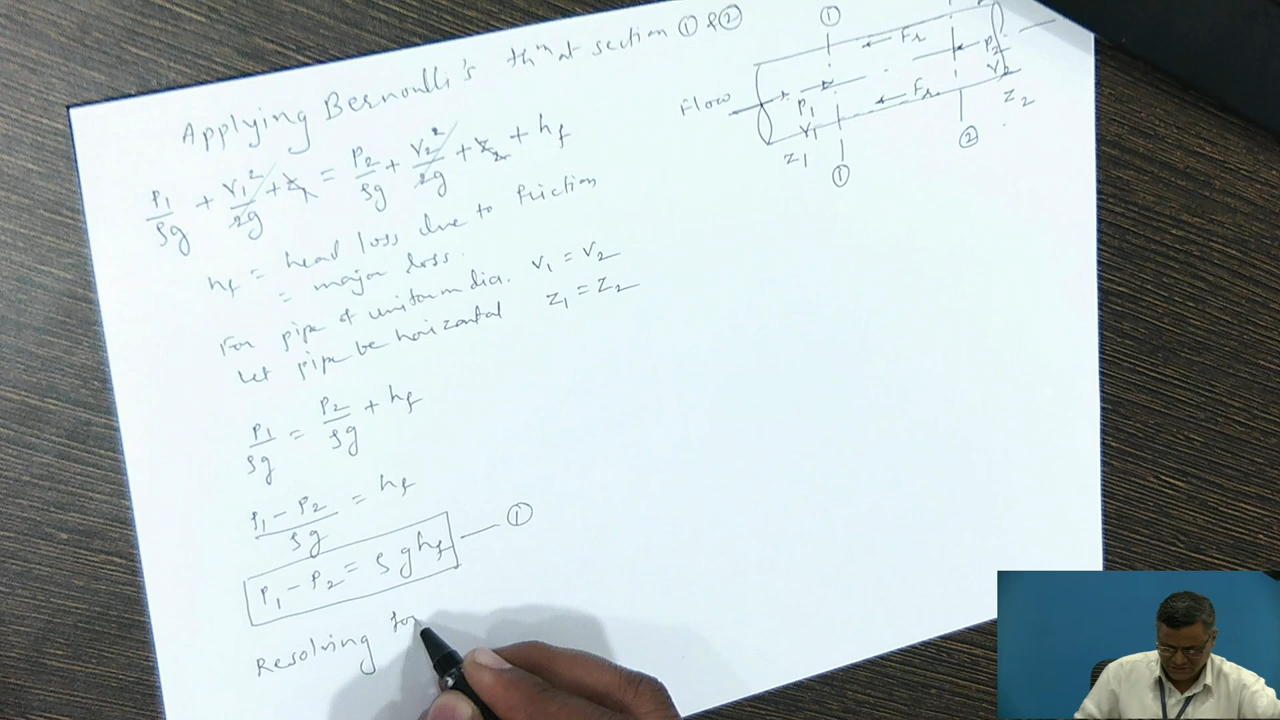 Applying Bernoulli's thm at section ① & ②
P₁/ρg + V₁²/2g + Z₁ = P₂/ρg + V₂²/2g + Z₂ + hf
hf = head loss due to friction
= major loss.
For pipe of uniform dia. V₁ = V₂
Let pipe be horizontal Z₁ = Z₂
P₁/ρg = P₂/ρg + hf
P₁ - P₂/ρg = hf
P₁ - P₂ = ρghf — ①
Resolving for
①
Flow
P₁
V₁
Z₁
①
Fr
Fr
P₂
V₂
Z₂
②